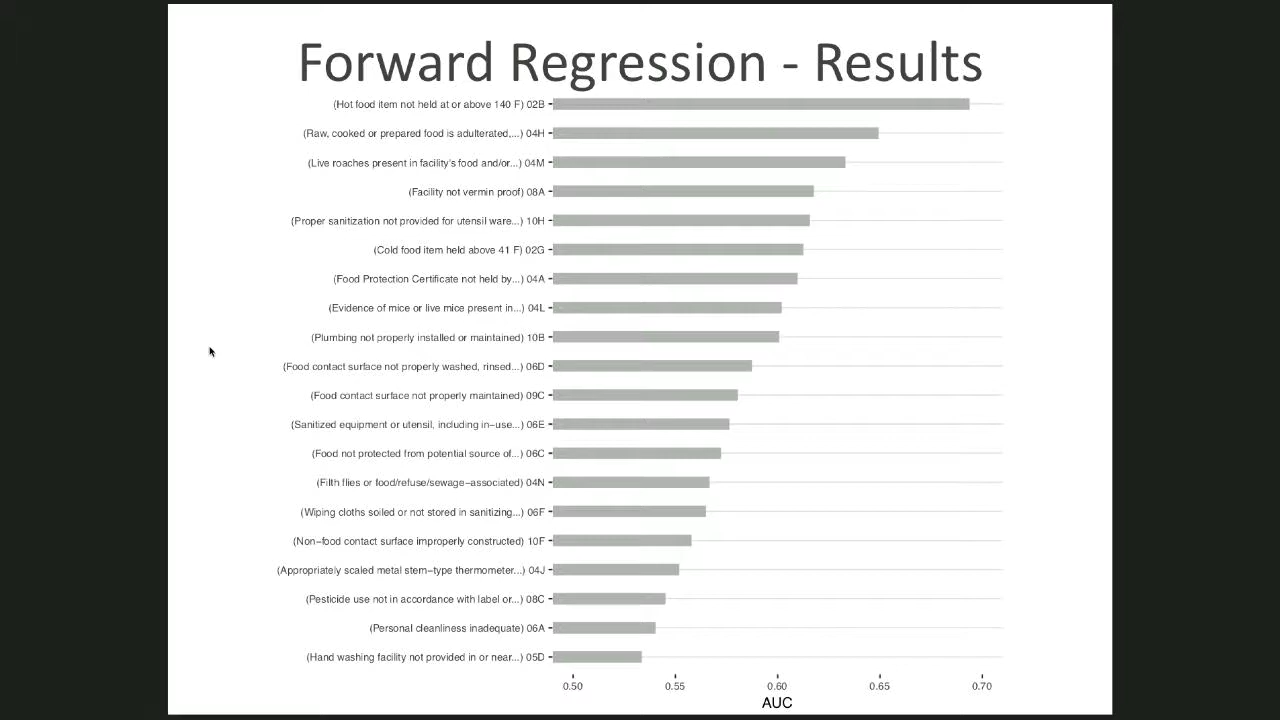 Forward Regression - Results
(Hot food item not held at or above 140 F) 02B
(Raw, cooked or prepared food is adulterated,...) 04H
(Live roaches present in facility's food and/or...) 04M
(Facility not vermin proof) 08A
(Proper sanitization not provided for utensil ware...) 10H
(Cold food item held above 41 F) 02G
(Food Protection Certificate not held by...) 04A
(Evidence of mice or live mice present in...) 04L
(Plumbing not properly installed or maintained) 10B
(Food contact surface not properly washed, rinsed...) 06D
(Food contact surface not properly maintained) 09C
(Sanitized equipment or utensil, including in−use...) 06E
(Food not protected from potential source of...) 06C
(Filth flies or food/refuse/sewage−associated) 04N
(Wiping cloths soiled or not stored in sanitizing...) 06F
(Non−food contact surface improperly constructed) 10F
(Appropriately scaled metal stem−type thermometer...) 04J
(Pesticide use not in accordance with label or...) 08C
(Personal cleanliness inadequate) 06A
(Hand washing facility not provided in or near...) 05D
0.50 0.55 0.60 0.65 0.70
AUC